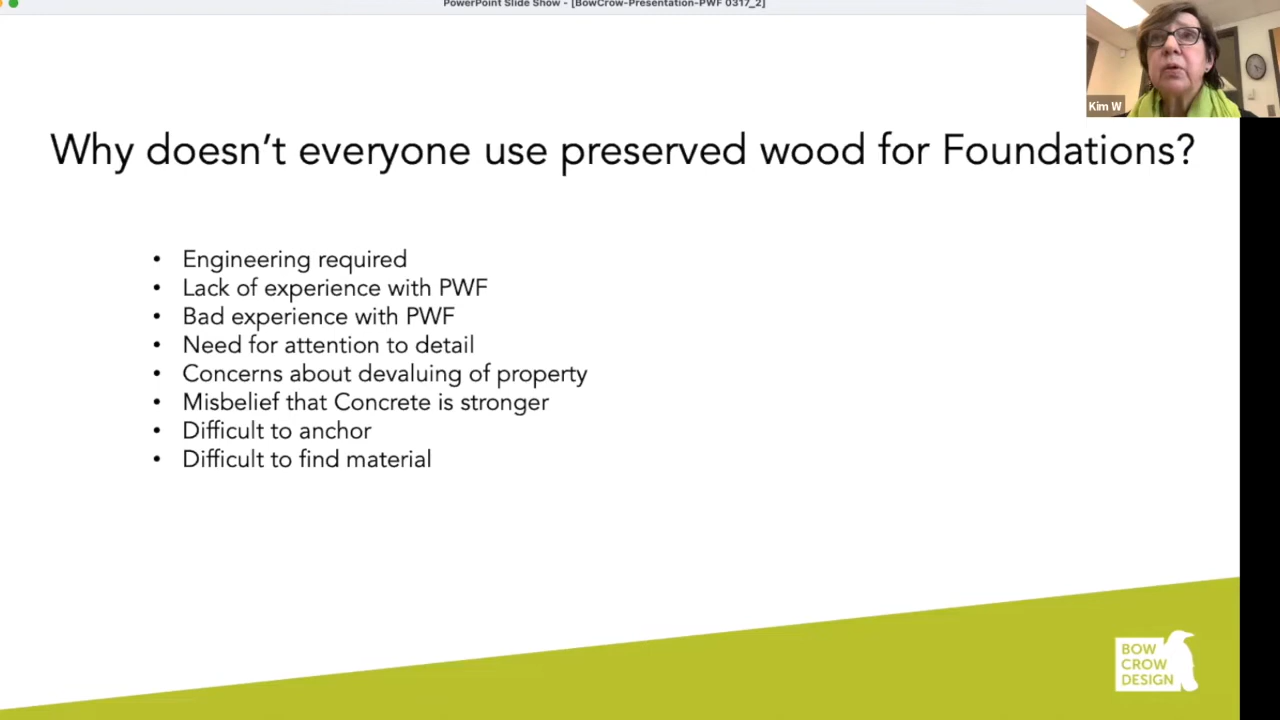 PowerPoint Slide Show - [BowCrow-Presentation-PWF 0317_2]
Kim W
Why doesn't everyone use preserved wood for Foundations?
• Engineering required
• Lack of experience with PWF
• Bad experience with PWF
• Need for attention to detail
• Concerns about devaluing of property
• Misbelief that Concrete is stronger
• Difficult to anchor
• Difficult to find material
BOW
CROW
DESIGN